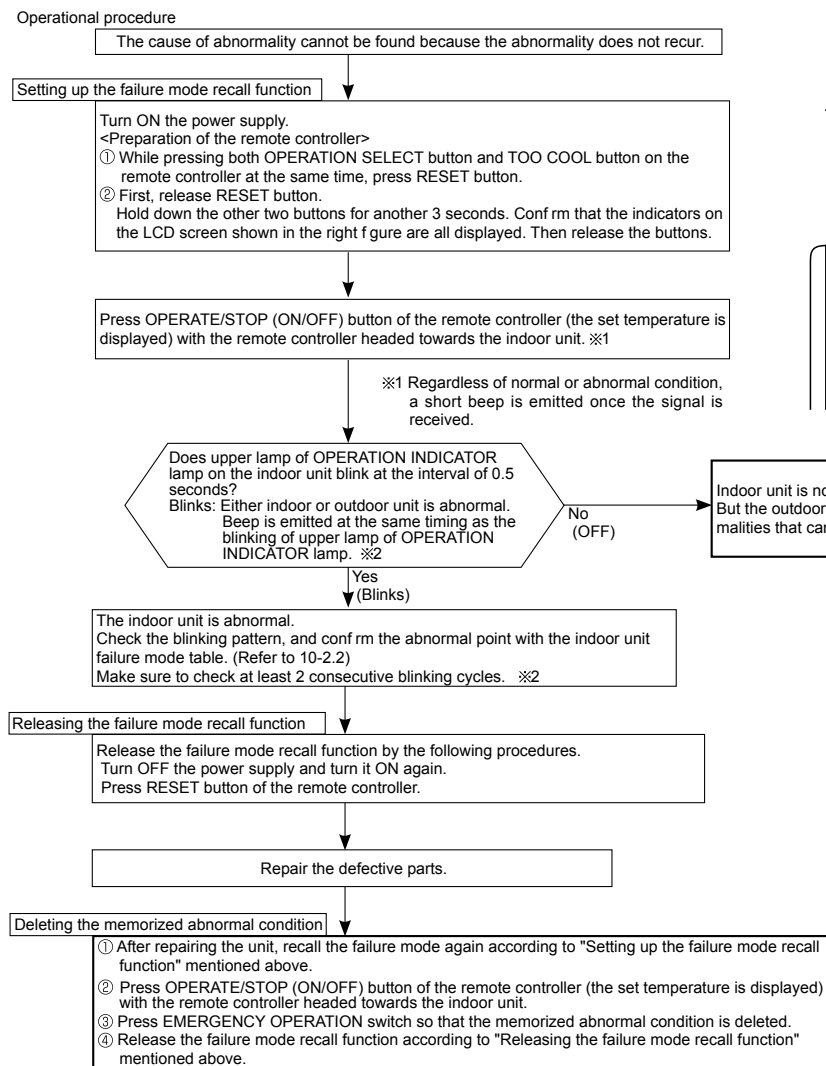 Operational procedure
The cause of abnormality cannot be found because the abnormality does not recur.
Setting up the failure mode recall function
Turn ON the power supply.
<Preparation of the remote controller>
① While pressing both OPERATION SELECT button and TOO COOL button on the
remote controller at the same time, press RESET button.
② First, release RESET button.
Hold down the other two buttons for another 3 seconds. Conf rm that the indicators on
the LCD screen shown in the right f gure are all displayed. Then release the buttons.
Press OPERATE/STOP (ON/OFF) button of the remote controller (the set temperature is
displayed) with the remote controller headed towards the indoor unit. ※1
※1 Regardless of normal or abnormal condition,
a short beep is emitted once the signal is
received.
Does upper lamp of OPERATION INDICATOR
lamp on the indoor unit blink at the interval of 0.5
seconds?
Blinks: Either indoor or outdoor unit is abnormal.
Beep is emitted at the same timing as the
blinking of upper lamp of OPERATION
INDICATOR lamp. ※2
No
(OFF)
Indoor unit is no
But the outdoor
malities that car
Yes
(Blinks)
The indoor unit is abnormal.
Check the blinking pattern, and conf rm the abnormal point with the indoor unit
failure mode table. (Refer to 10-2.2)
Make sure to check at least 2 consecutive blinking cycles. ※2
Releasing the failure mode recall function
Release the failure mode recall function by the following procedures.
Turn OFF the power supply and turn it ON again.
Press RESET button of the remote controller.
Repair the defective parts.
Deleting the memorized abnormal condition
① After repairing the unit, recall the failure mode again according to "Setting up the failure mode recall
function" mentioned above.
② Press OPERATE/STOP (ON/OFF) button of the remote controller (the set temperature is displayed)
with the remote controller headed towards the indoor unit.
③ Press EMERGENCY OPERATION switch so that the memorized abnormal condition is deleted.
④ Release the failure mode recall function according to "Releasing the failure mode recall function"
mentioned above.